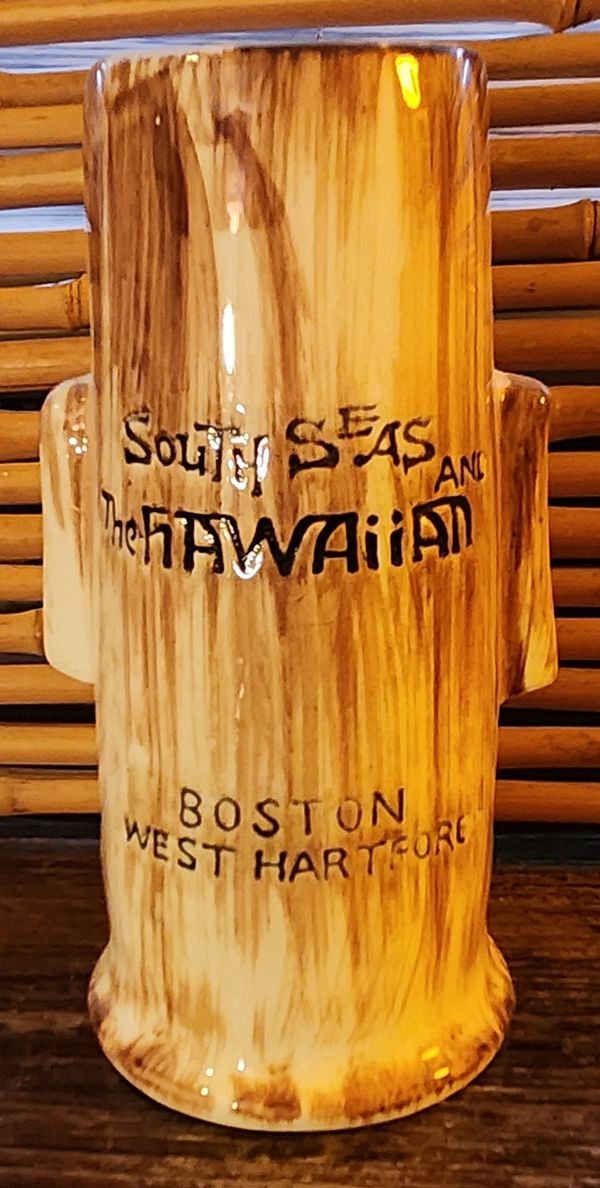 South Seas AND
The HAWAiiAN
BOSTON
WEST HARTFORD